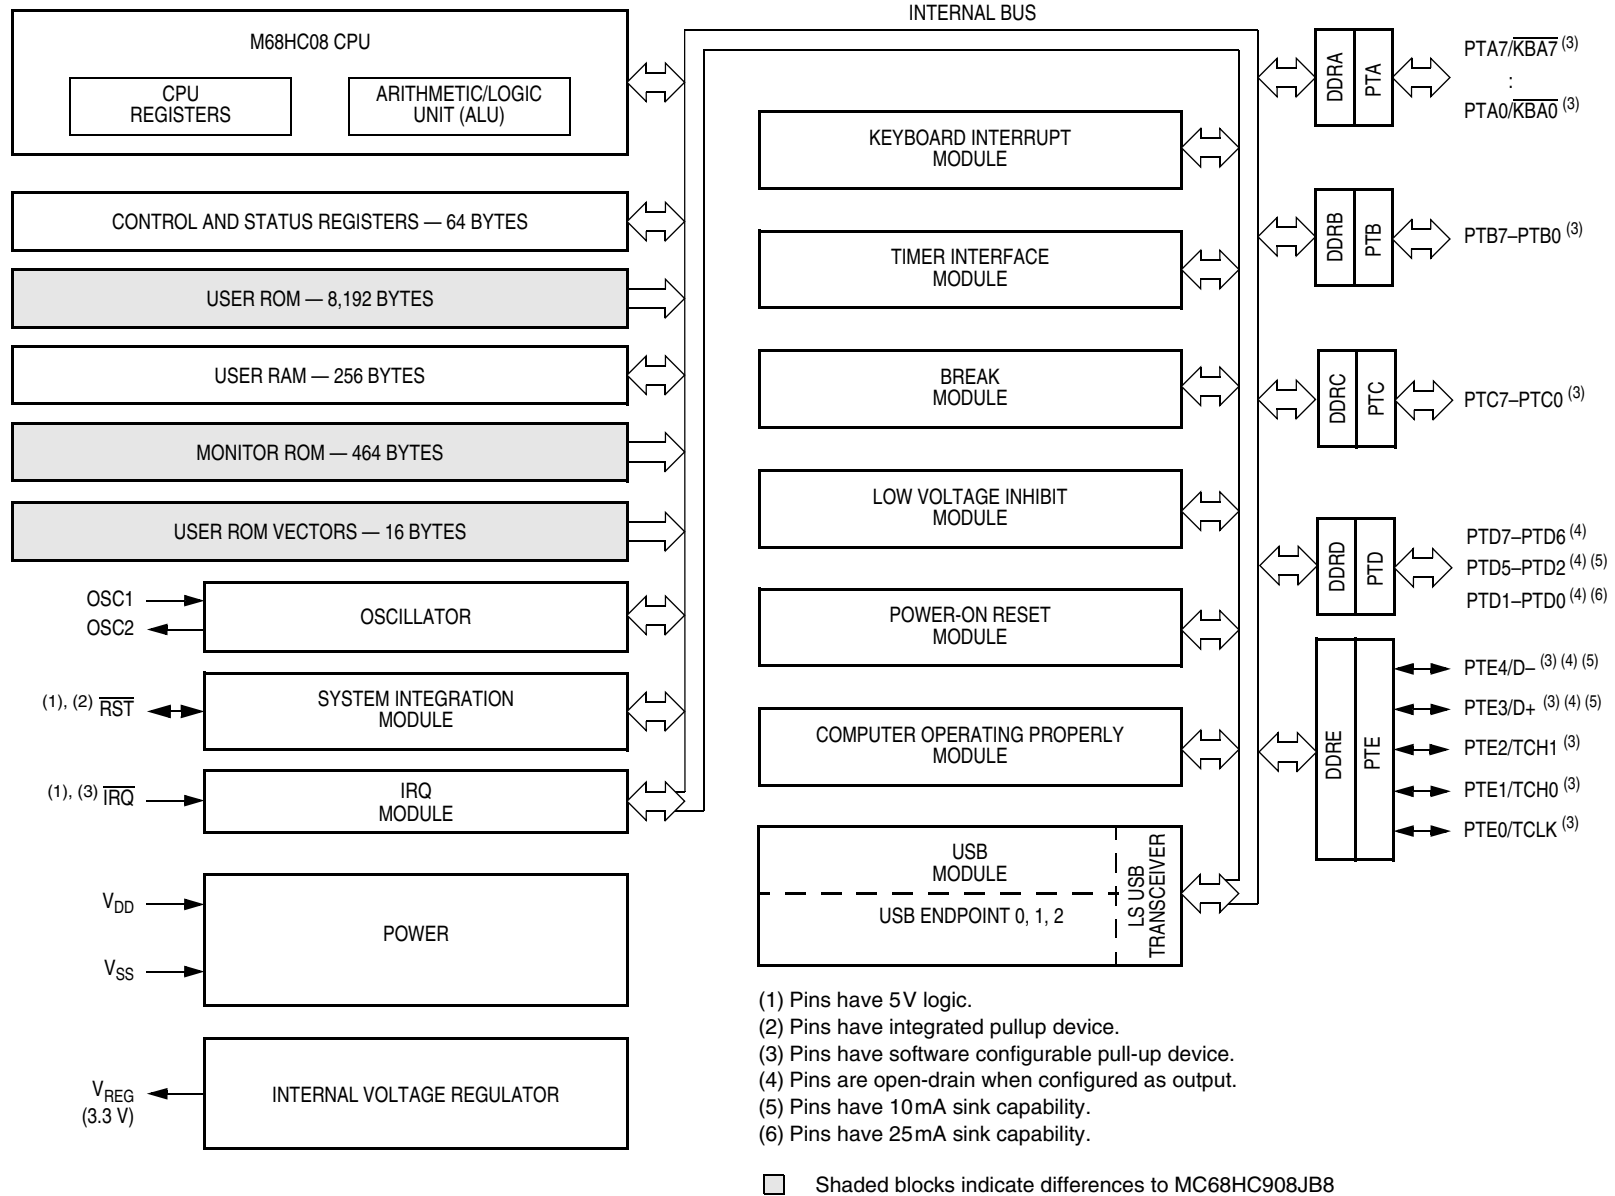 INTERNAL BUS
M68HC08 CPU
CPU
REGISTERS
ARITHMETIC/LOGIC
UNIT (ALU)
CONTROL AND STATUS REGISTERS — 64 BYTES
USER ROM — 8,192 BYTES
USER RAM — 256 BYTES
MONITOR ROM — 464 BYTES
USER ROM VECTORS — 16 BYTES
OSC1
OSC2
OSCILLATOR
(1), (2) RST
SYSTEM INTEGRATION
MODULE
(1), (3) IRQ
IRQ
MODULE
VDD
VSS
POWER
VREG
(3.3 V)
INTERNAL VOLTAGE REGULATOR
KEYBOARD INTERRUPT
MODULE
TIMER INTERFACE
MODULE
BREAK
MODULE
LOW VOLTAGE INHIBIT
MODULE
POWER-ON RESET
MODULE
COMPUTER OPERATING PROPERLY
MODULE
USB
MODULE
USB ENDPOINT 0, 1, 2
LS USB
TRANSCEIVER
DDRA
PTA
PTA7/KBA7 (3)
:
PTA0/KBA0 (3)
DDRB
PTB
PTB7–PTB0 (3)
DDRC
PTC
PTC7–PTC0 (3)
DDRD
PTD
PTD7–PTD6 (4)
PTD5–PTD2 (4) (5)
PTD1–PTD0 (4) (6)
DDRE
PTE
PTE4/D– (3) (4) (5)
PTE3/D+ (3) (4) (5)
PTE2/TCH1 (3)
PTE1/TCH0 (3)
PTE0/TCLK (3)
(1) Pins have 5V logic.
(2) Pins have integrated pullup device.
(3) Pins have software configurable pull-up device.
(4) Pins are open-drain when configured as output.
(5) Pins have 10mA sink capability.
(6) Pins have 25mA sink capability.
Shaded blocks indicate differences to MC68HC908JB8